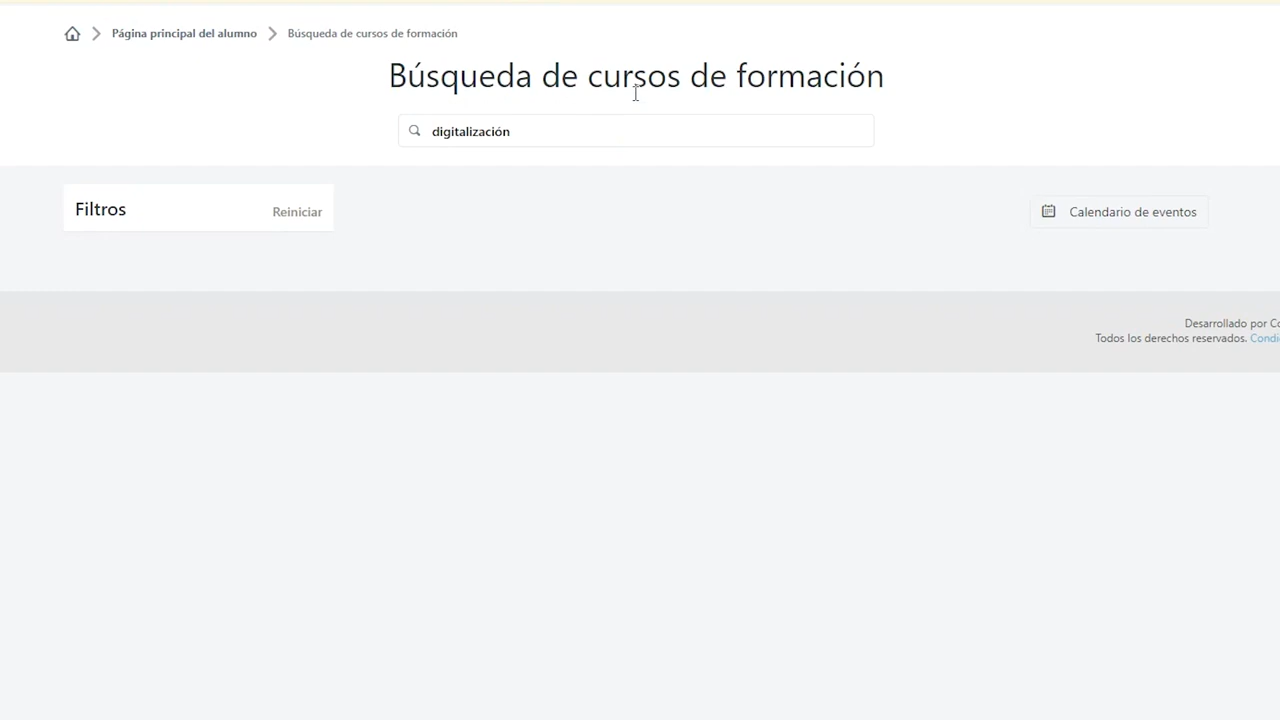 Página principal del alumno
Búsqueda de cursos de formación
Búsqueda de cursos de formación
digitalización
Filtros
Reiniciar
Calendario de eventos
Desarrollado por
Todos los derechos reservados.